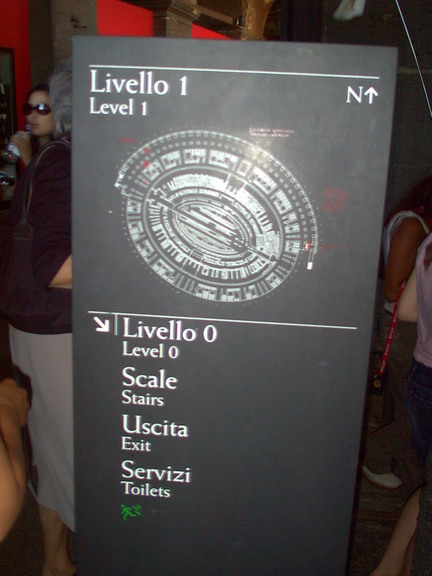 Livello 1
Level 1
N↑
Livello 0
Level 0
Scale
Stairs
Uscita
Exit
Servizi
Toilets